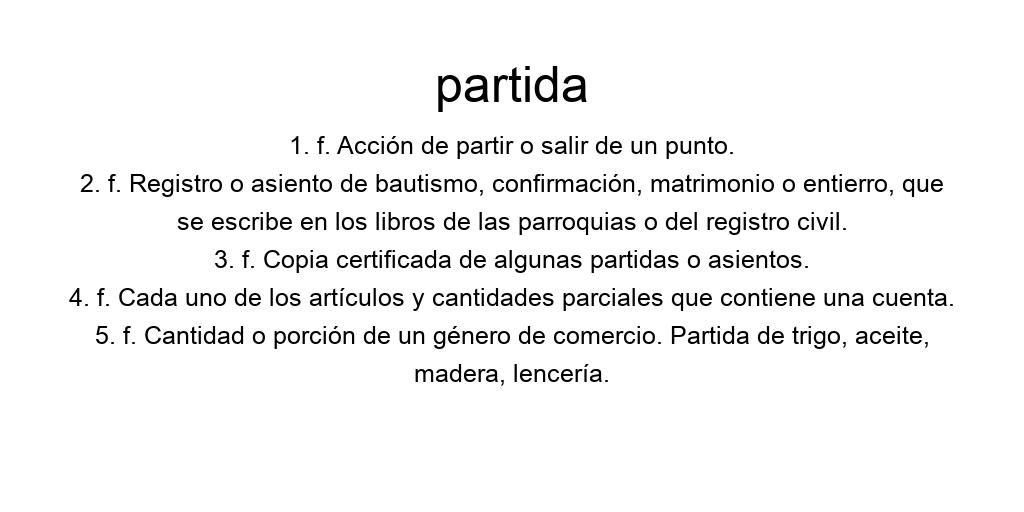 partida
1. f. Acción de partir o salir de un punto.
2. f. Registro o asiento de bautismo, confirmación, matrimonio o entierro, que
se escribe en los libros de las parroquias o del registro civil.
3. f. Copia certificada de algunas partidas o asientos.
4. f. Cada uno de los artículos y cantidades parciales que contiene una cuenta.
5. f. Cantidad o porción de un género de comercio. Partida de trigo, aceite,
madera, lencería.